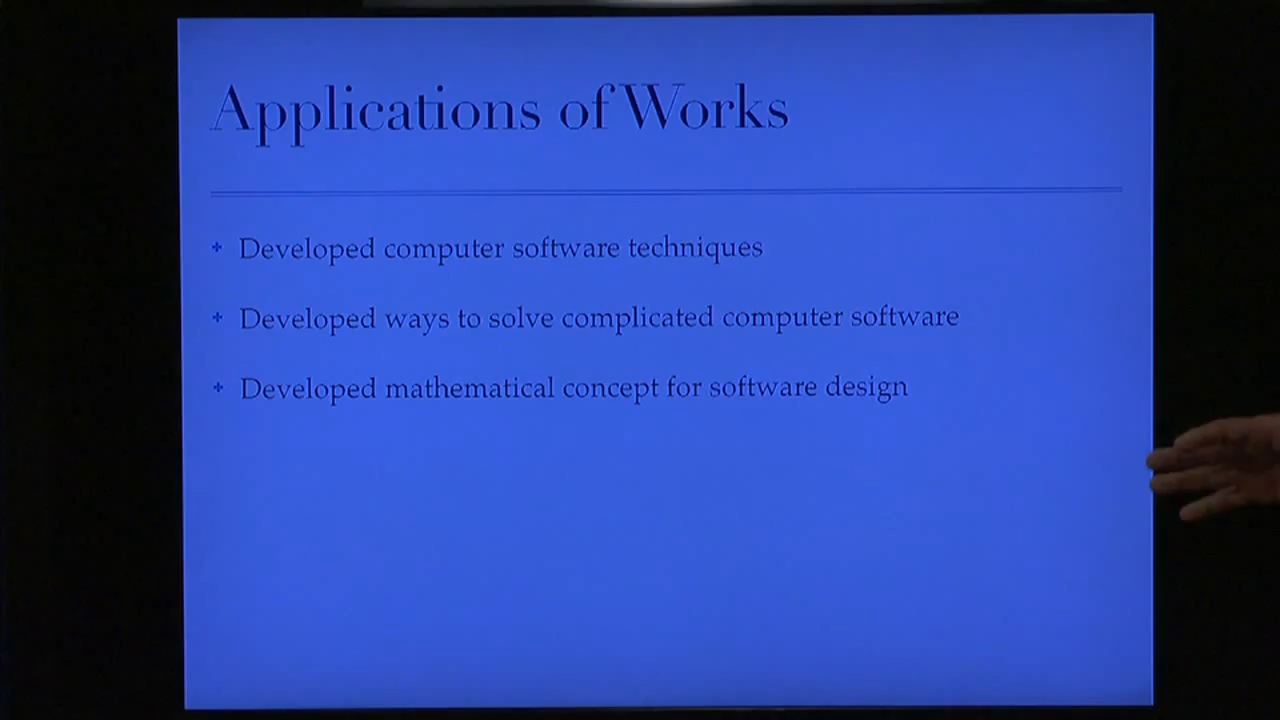 Applications of Works
Developed computer software techniques
Developed ways to solve complicated computer software
Developed mathematical concept for software design